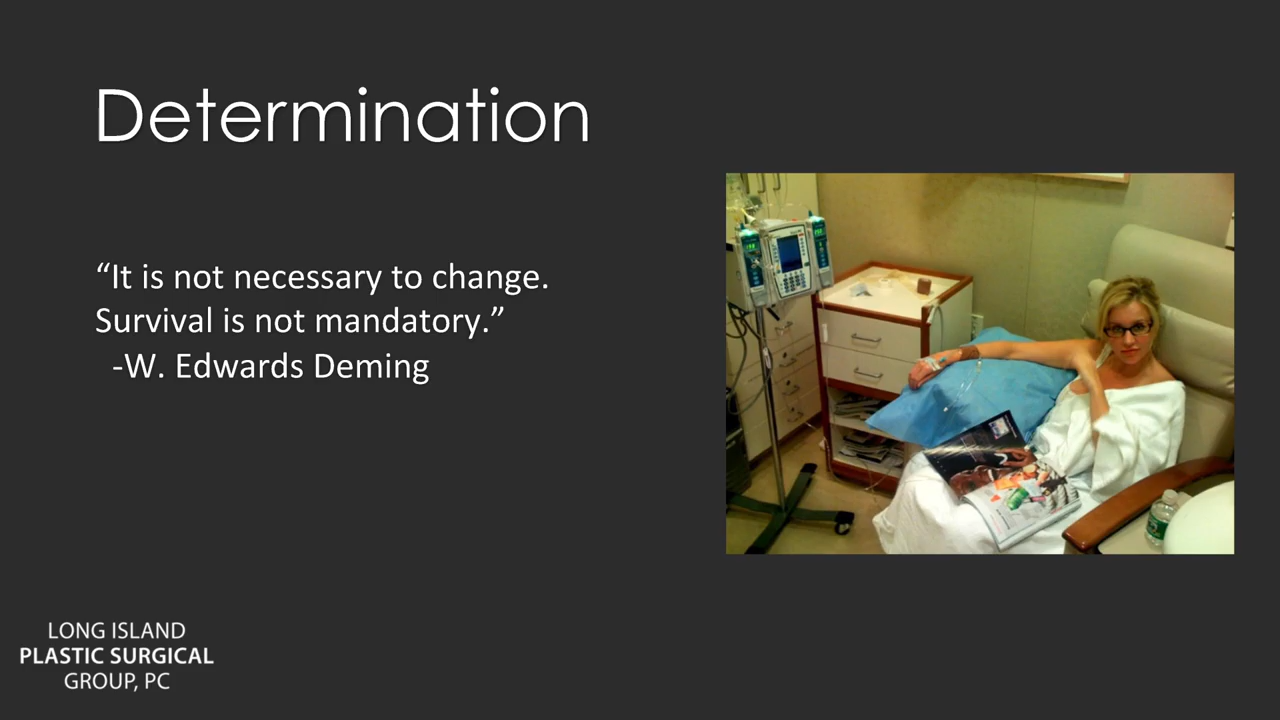 Determination
“It is not necessary to change.
Survival is not mandatory.”
-W. Edwards Deming
LONG ISLAND
PLASTIC SURGICAL
GROUP, PC